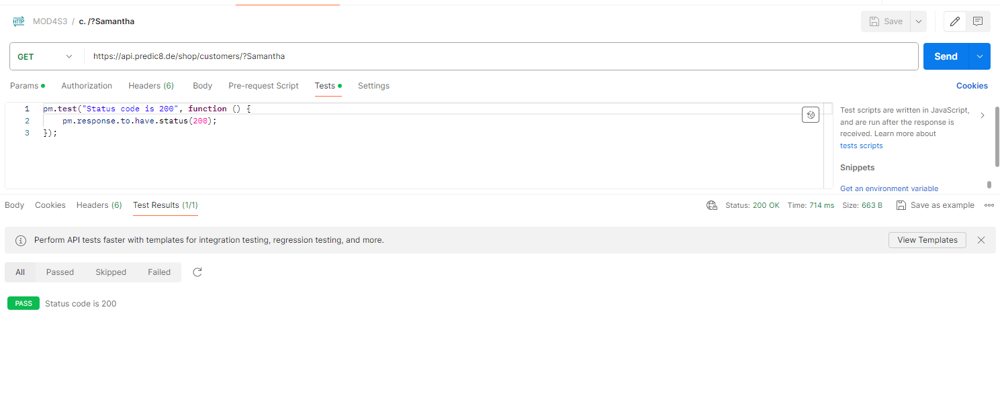 HTTP MOD4S3 / c. /?Samantha Save
GET https://api.predic8.de/shop/customers/?Samantha Send
Params Authorization Headers (6) Body Pre-request Script Tests Settings Cookies
1 pm.test("Status code is 200", function () {
2 pm.response.to.have.status(200);
3 });
Test scripts are written in JavaScript,
and are run after the response is
received. Learn more about
tests scripts
Snippets
Get an environment variable
Body Cookies Headers (6) Test Results (1/1) Status: 200 OK Time: 714 ms Size: 663 B Save as example
Perform API tests faster with templates for integration testing, regression testing, and more. View Templates
All Passed Skipped Failed
PASS Status code is 200